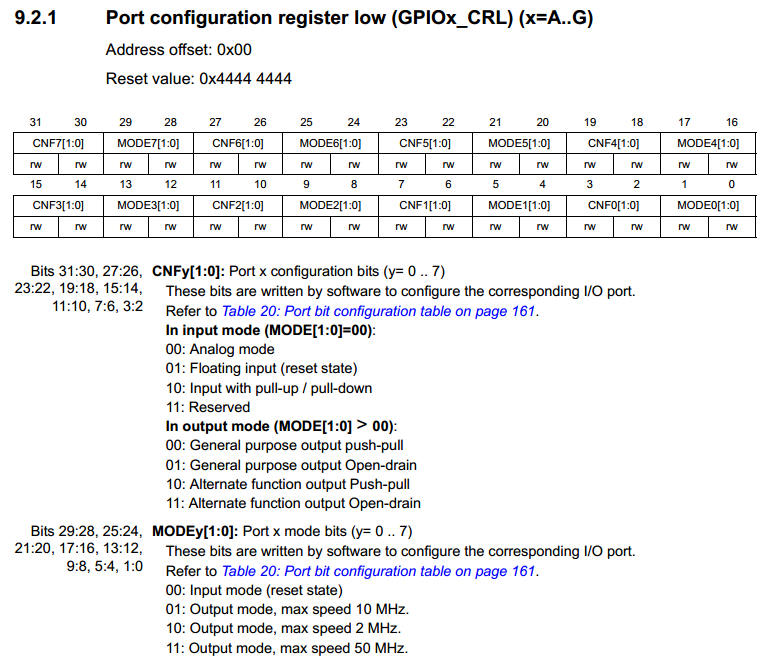 9.2.1 Port configuration register low (GPIOx_CRL) (x=A..G)
Address offset: 0x00
Reset value: 0x4444 4444
31 30 29 28 27 26 25 24 23 22 21 20 19 18 17 16
CNF7[1:0] MODE7[1:0] CNF6[1:0] MODE6[1:0] CNF5[1:0] MODE5[1:0] CNF4[1:0] MODE4[1:0]
rw rw rw rw rw rw rw rw rw rw rw rw rw rw rw rw
15 14 13 12 11 10 9 8 7 6 5 4 3 2 1 0
CNF3[1:0] MODE3[1:0] CNF2[1:0] MODE2[1:0] CNF1[1:0] MODE1[1:0] CNF0[1:0] MODE0[1:0]
rw rw rw rw rw rw rw rw rw rw rw rw rw rw rw rw
Bits 31:30, 27:26, CNFy[1:0]: Port x configuration bits (y= 0 .. 7)
23:22, 19:18, 15:14, These bits are written by software to configure the corresponding I/O port.
11:10, 7:6, 3:2 Refer to Table 20: Port bit configuration table on page 161.
In input mode (MODE[1:0]=00):
00: Analog mode
01: Floating input (reset state)
10: Input with pull-up / pull-down
11: Reserved
In output mode (MODE[1:0] > 00):
00: General purpose output push-pull
01: General purpose output Open-drain
10: Alternate function output Push-pull
11: Alternate function output Open-drain
Bits 29:28, 25:24, MODEy[1:0]: Port x mode bits (y= 0 .. 7)
21:20, 17:16, 13:12, These bits are written by software to configure the corresponding I/O port.
9:8, 5:4, 1:0 Refer to Table 20: Port bit configuration table on page 161.
00: Input mode (reset state)
01: Output mode, max speed 10 MHz.
10: Output mode, max speed 2 MHz.
11: Output mode, max speed 50 MHz.